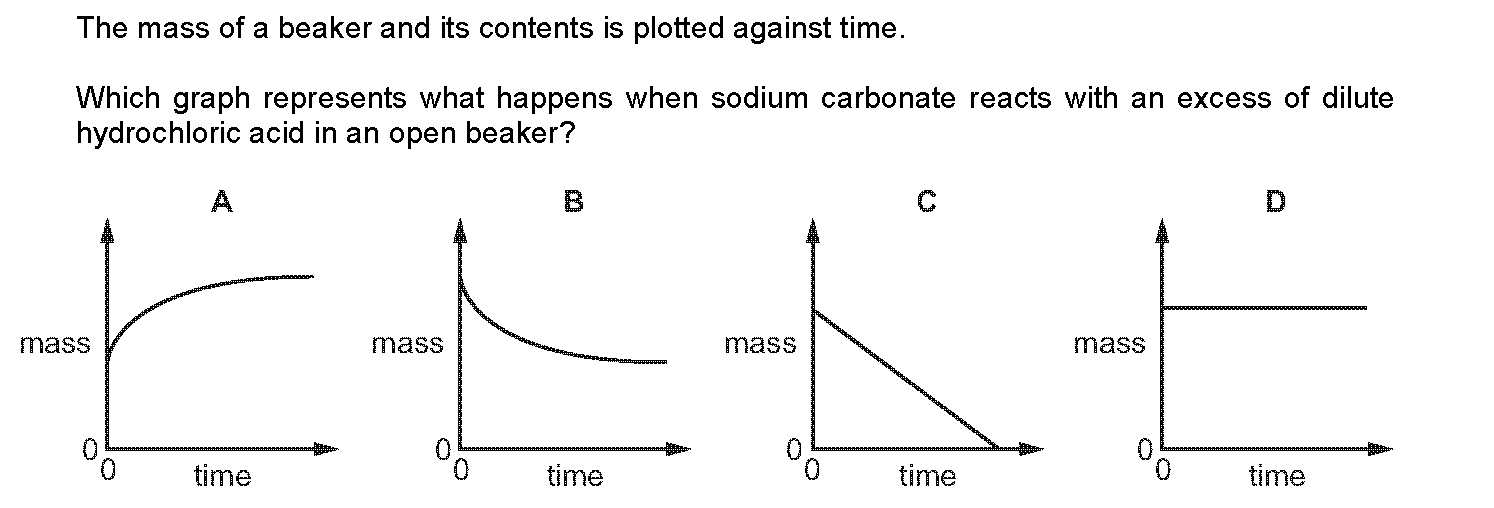 The mass of a beaker and its contents is plotted against time.
Which graph represents what happens when sodium carbonate reacts with an excess of dilute
hydrochloric acid in an open beaker?
A B C D
mass mass mass mass
0 0 0 0
0 0 0 0
time time time time